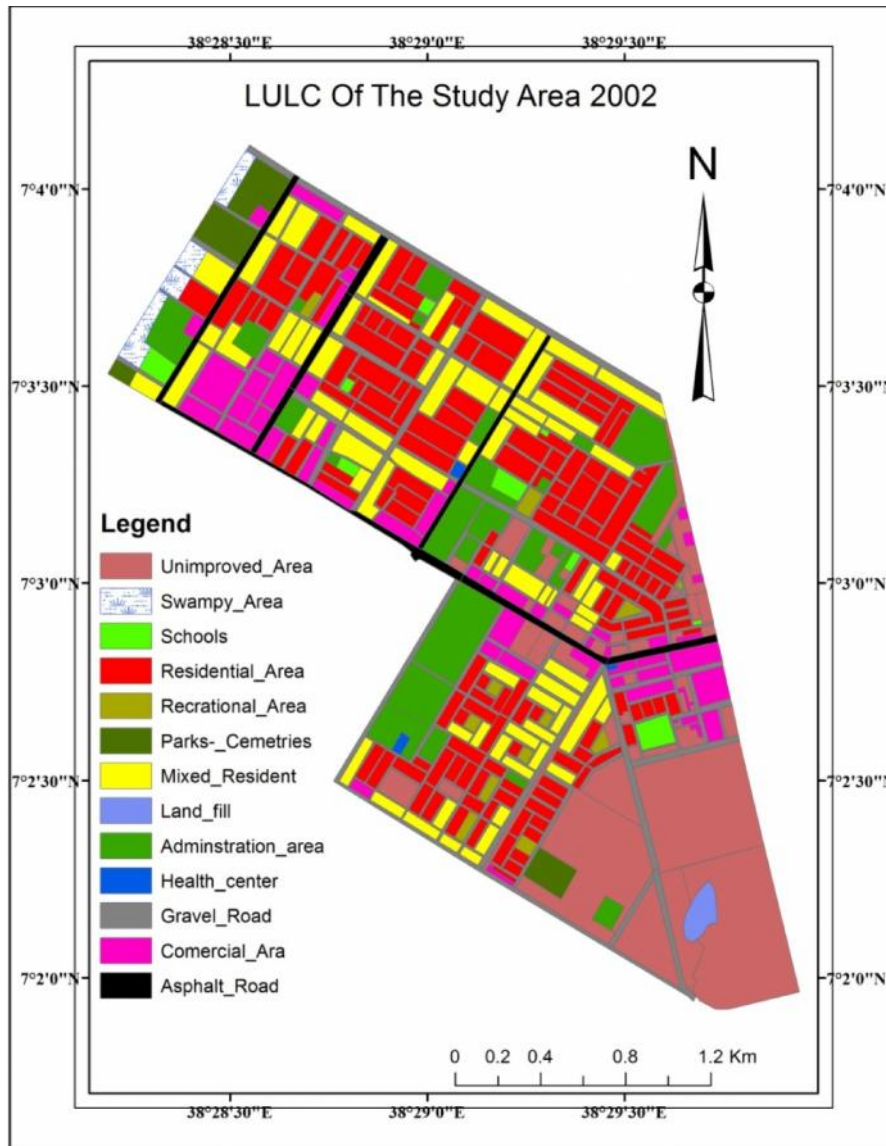 38°28'30"E 38°29'0"E 38°29'30"E
LULC Of The Study Area 2002
N
7°4'0"N 7°4'0"N
7°3'30"N 7°3'30"N
Legend
Unimproved_Area
7°3'0"N 7°3'0"N
Swampy_Area
Schools
Residential_Area
Recrational_Area
Parks-_Cemetries
Mixed_Resident
7°2'30"N 7°2'30"N
Land_fill
Adminstration_area
Health_center
Gravel_Road
Comercial_Ara
7°2'0"N 7°2'0"N
Asphalt_Road
0 0.2 0.4 0.8 1.2 Km
38°28'30"E 38°29'0"E 38°29'30"E